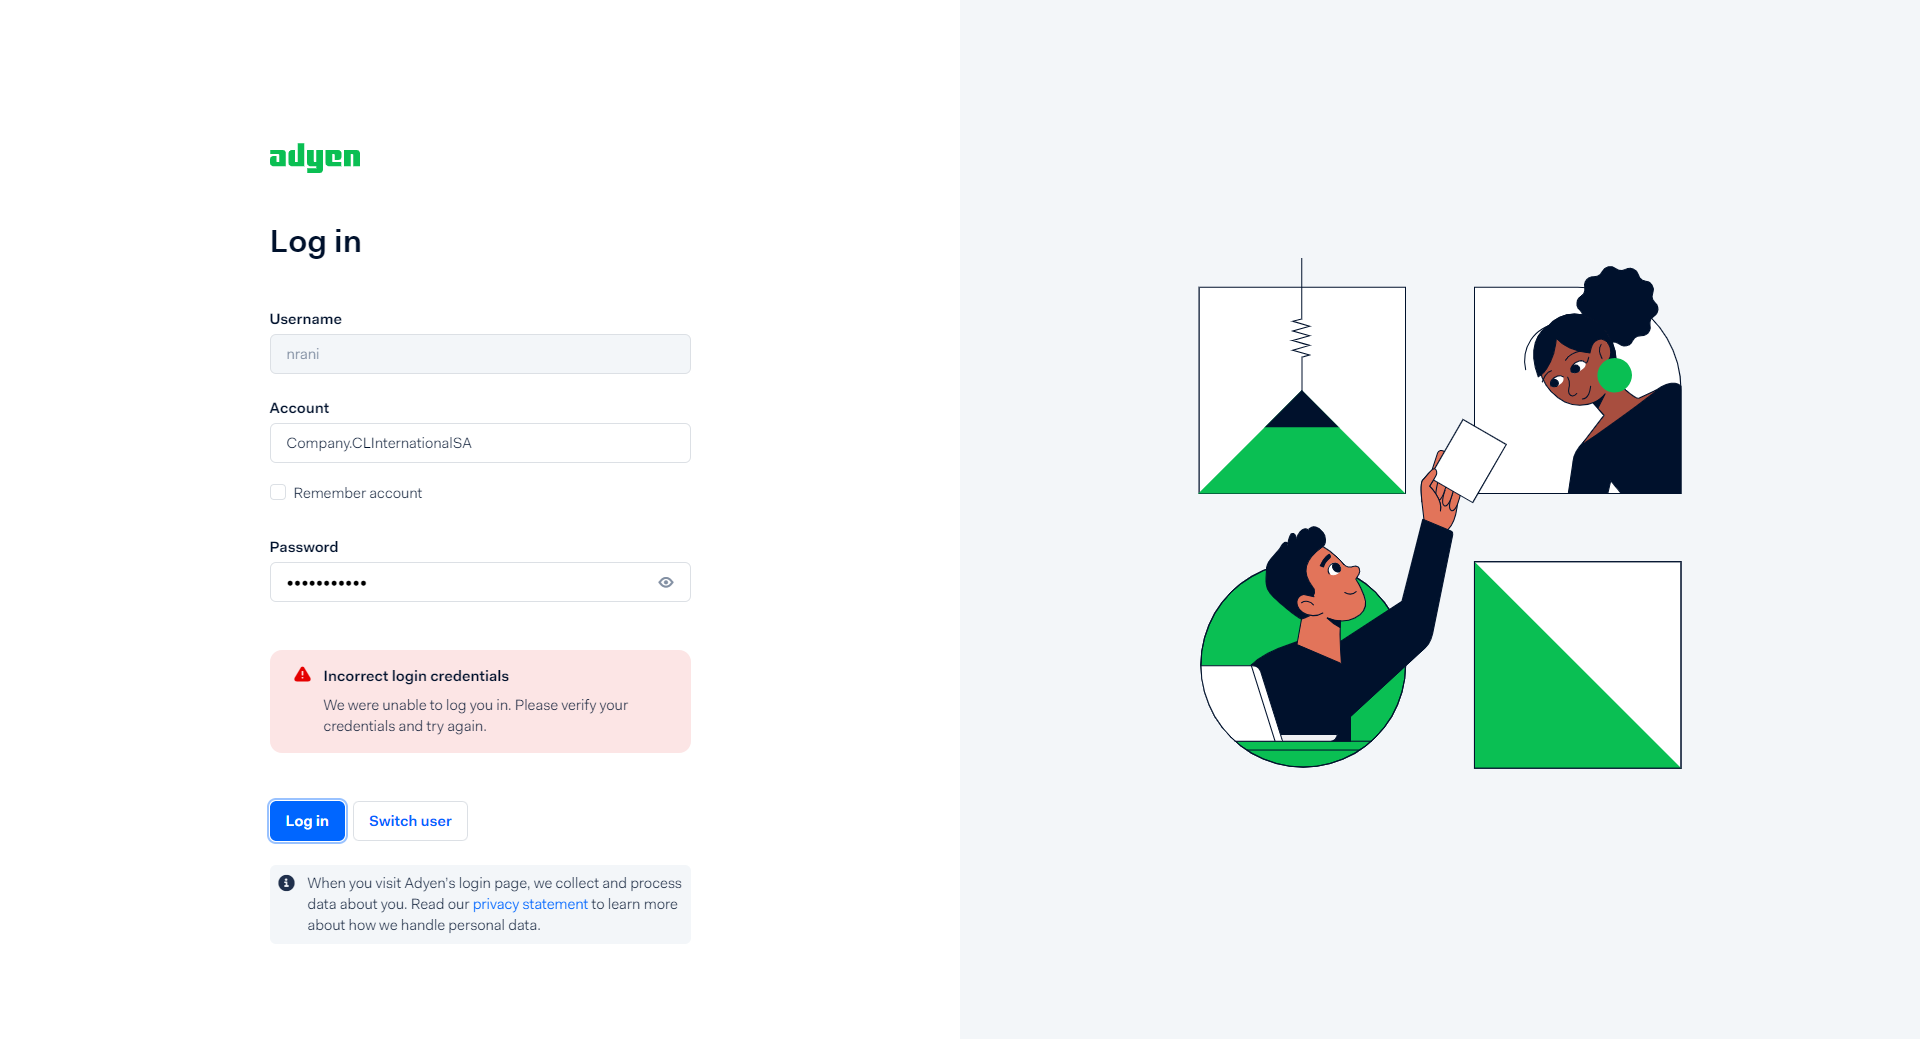 adyen
Log in
Username
nrani
Account
Company.CLInternationalSA
Remember account
Password
•••••••••••
Incorrect login credentials
We were unable to log you in. Please verify your
credentials and try again.
Log in
Switch user
When you visit Adyen's login page, we collect and process
data about you. Read our privacy statement to learn more
about how we handle personal data.